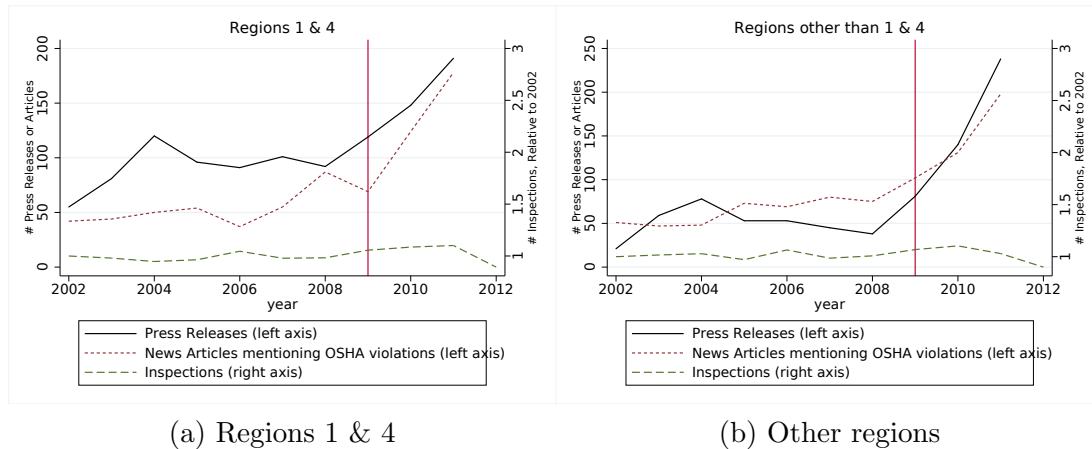 Regions 1 & 4
# Press Releases or Articles
200
150
100
50
0
# Inspections, Relative to 2002
3
2.5
2
1.5
1
2002 2004 2006 2008 2010 2012
year
Press Releases (left axis)
News Articles mentioning OSHA violations (left axis)
Inspections (right axis)
(a) Regions 1 & 4
Regions other than 1 & 4
# Press Releases or Articles
250
200
150
100
50
0
# Inspections, Relative to 2002
3
2.5
2
1.5
1
2002 2004 2006 2008 2010 2012
year
Press Releases (left axis)
News Articles mentioning OSHA violations (left axis)
Inspections (right axis)
(b) Other regions